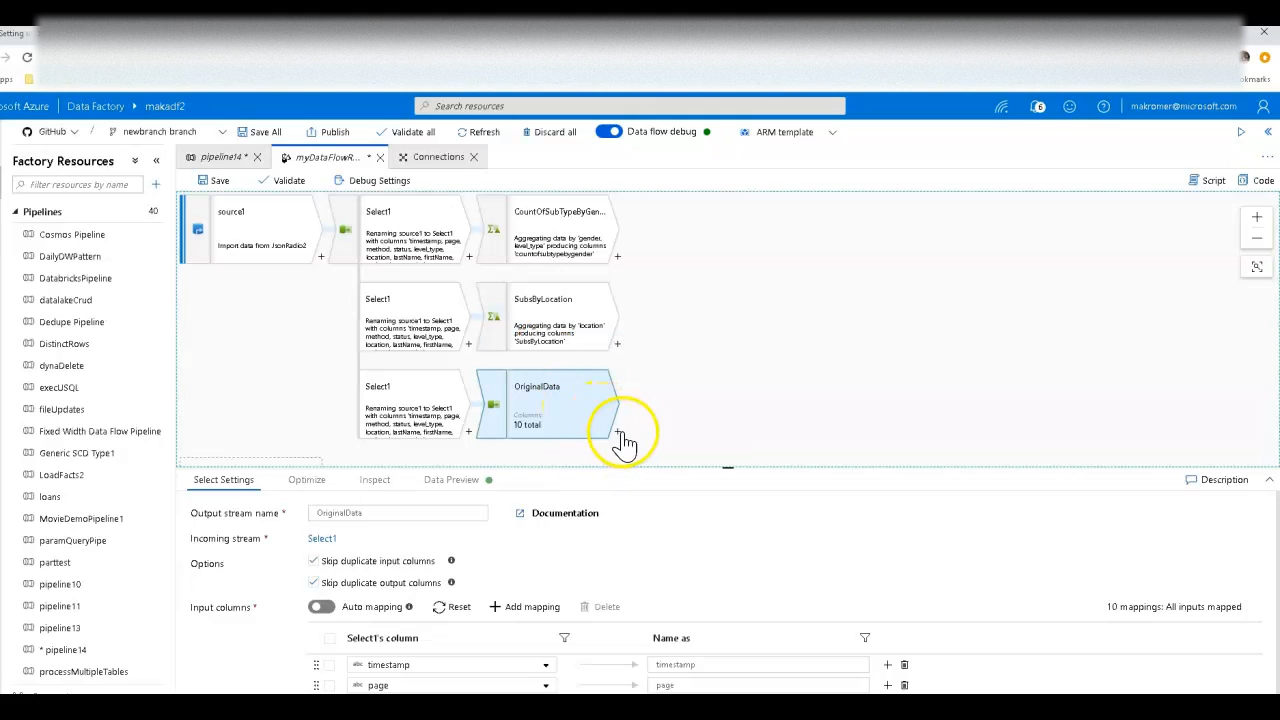 Setting
pps
okmarks
osoft Azure
Data Factory
makadf2
Search resources
6
makromer@microsoft.com
GitHub
/
newbranch branch
Save All
Publish
Validate all
Refresh
Discard all
Data flow debug
ARM template
Factory Resources
Filter resources by name
Pipelines
40
Cosmos Pipeline
DailyDWPattern
DatabricksPipeline
datalakeCrud
Dedupe Pipeline
DistinctRows
dynaDelete
execUSQL
fileUpdates
Fixed Width Data Flow Pipeline
Generic SCD Type1
LoadFacts2
loans
MovieDemoPipeline1
paramQueryPipe
parttest
pipeline10
pipeline11
pipeline13
* pipeline14
processMultipleTables
pipeline14 *
myDataFlowR... *
Connections
Save
Validate
Debug Settings
Script
Code
source1
Import data from JsonRadio2
Select1
Renaming source1 to Select1
with columns 'timestamp, page,
method, status, level_type,
location, lastName, firstName,
CountOfSubTypeByGen...
Aggregating data by 'gender,
level_type' producing columns
'countofsubtypebygender'
Select1
Renaming source1 to Select1
with columns 'timestamp, page,
method, status, level_type,
location, lastName, firstName,
SubsByLocation
Aggregating data by 'location'
producing columns
'SubsByLocation'
Select1
Renaming source1 to Select1
with columns 'timestamp, page,
method, status, level_type,
location, lastName, firstName,
OriginalData
Columns:
10 total
Select Settings
Optimize
Inspect
Data Preview
Description
Output stream name *
OriginalData
Documentation
Incoming stream *
Select1
Options
Skip duplicate input columns
Skip duplicate output columns
Input columns *
Auto mapping
Reset
Add mapping
Delete
10 mappings: All inputs mapped
Select1's column
Name as
abc timestamp
timestamp
abc page
page